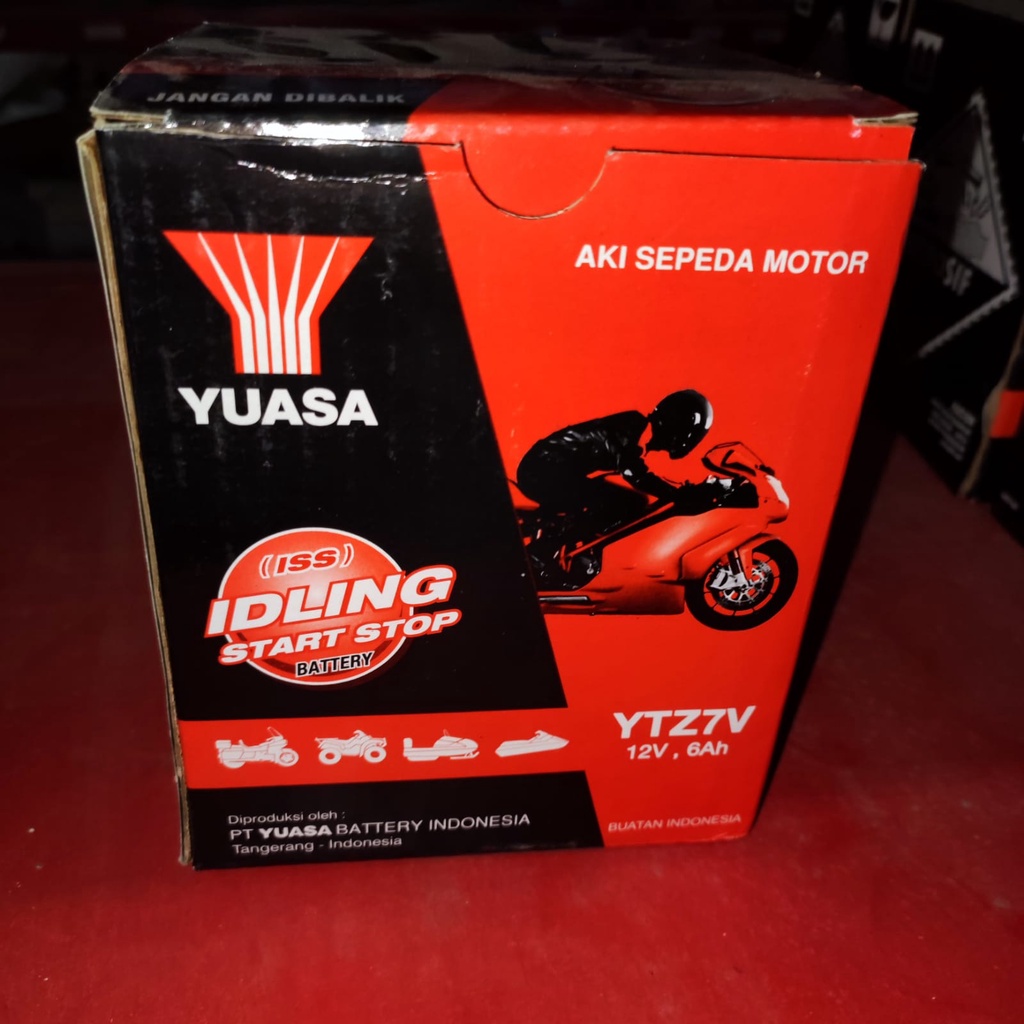 JANGAN DIBALIK
AKI SEPEDA MOTOR
YUASA
(ISS)
IDLING
START STOP
BATTERY
YTZ7V
12V , 6Ah
Diproduksi oleh :
PT YUASA BATTERY INDONESIA
Tangerang - Indonesia
BUATAN INDONESIA